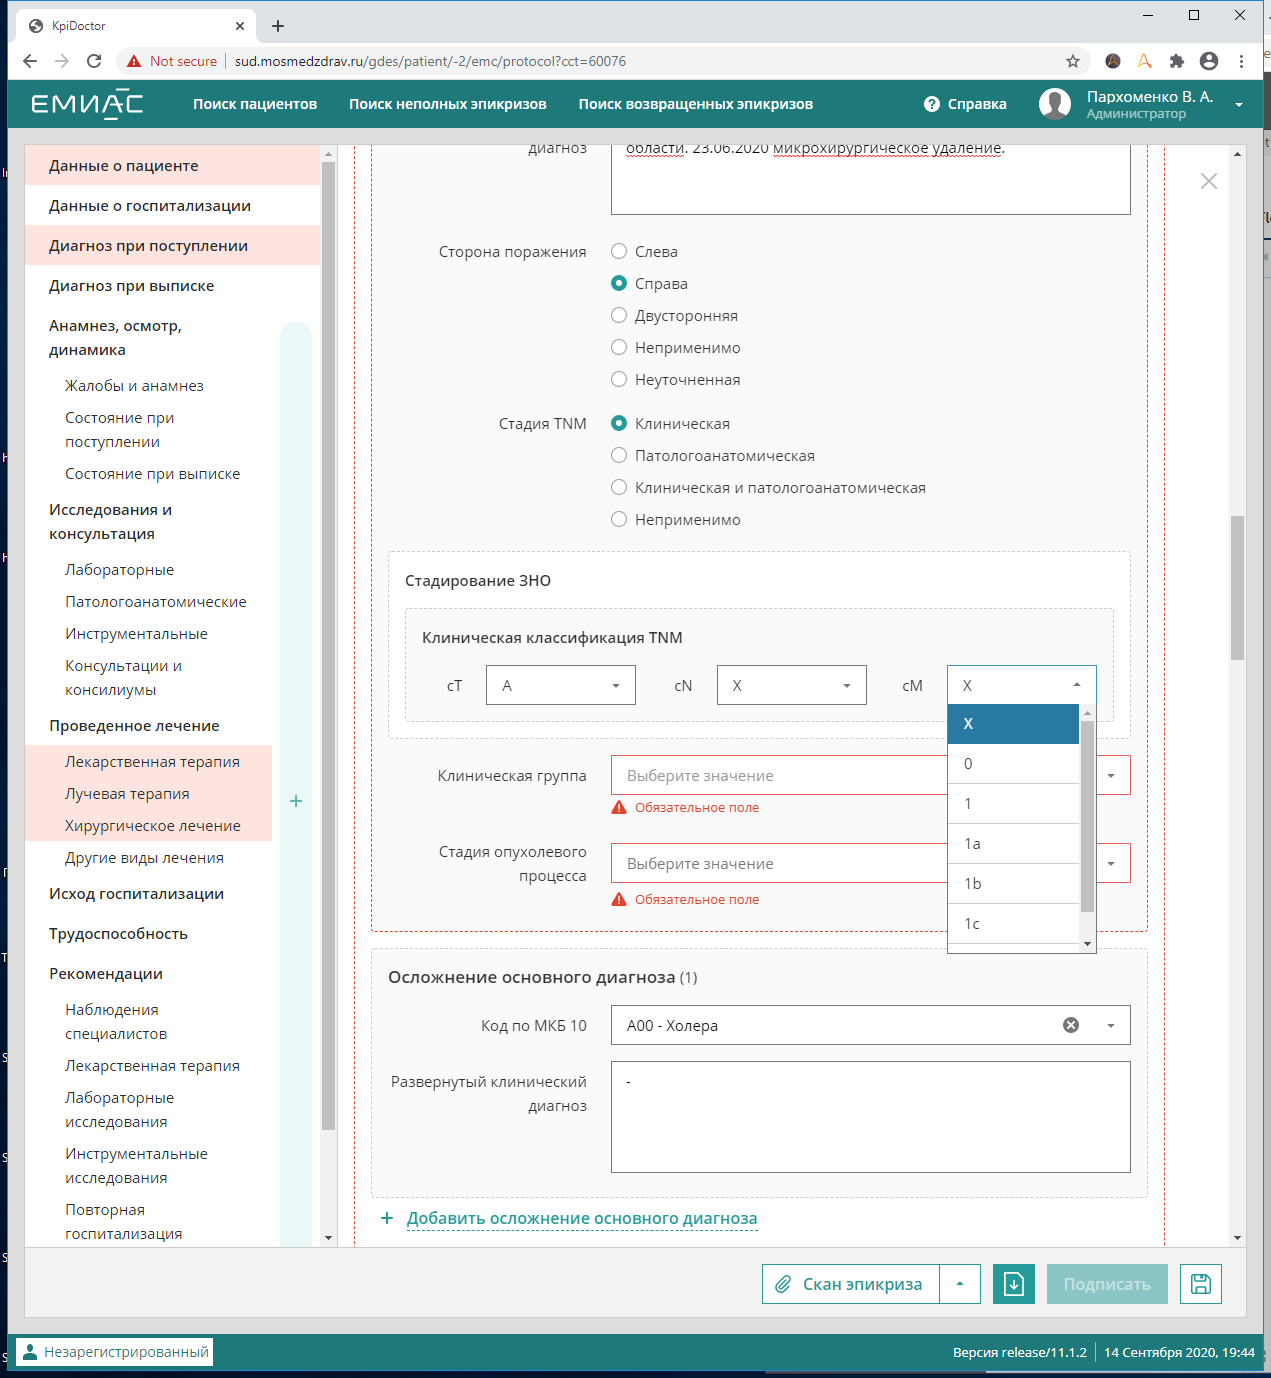 KpiDoctor
Not secure
sud.mosmedzdrav.ru/gdes/patient/-2/emc/protocol?cct=60076
ЕМИАС
Поиск пациентов
Поиск неполных эпикризов
Поиск возвращенных эпикризов
Справка
Пархоменко В. А.
Администратор
Данные о пациенте
Данные о госпитализации
Диагноз при поступлении
Диагноз при выписке
Анамнез, осмотр,
динамика
Жалобы и анамнез
Состояние при
поступлении
Состояние при выписке
Исследования и
консультация
Лабораторные
Патологоанатомические
Инструментальные
Консультации и
консилиумы
Проведенное лечение
Лекарственная терапия
Лучевая терапия
Хирургическое лечение
Другие виды лечения
Исход госпитализации
Трудоспособность
Рекомендации
Наблюдения
специалистов
Лекарственная терапия
Лабораторные
исследования
Инструментальные
исследования
Повторная
госпитализация
диагноз
области. 23.06.2020 микрохирургическое удаление.
Сторона поражения
Слева
Справа
Двусторонняя
Неприменимо
Неуточненная
Стадия TNM
Клиническая
Патологоанатомическая
Клиническая и патологоанатомическая
Неприменимо
Стадирование ЗНО
Клиническая классификация TNM
cT
A
cN
X
cM
X
X
0
1
1a
1b
1c
Клиническая группа
Выберите значение
Обязательное поле
Стадия опухолевого
процесса
Выберите значение
Обязательное поле
Осложнение основного диагноза (1)
Код по МКБ 10
A00 - Холера
Развернутый клинический
диагноз
-
+ Добавить осложнение основного диагноза
Скан эпикриза
Подписать
Незарегистрированный
Версия release/11.1.2
14 Сентября 2020, 19:44